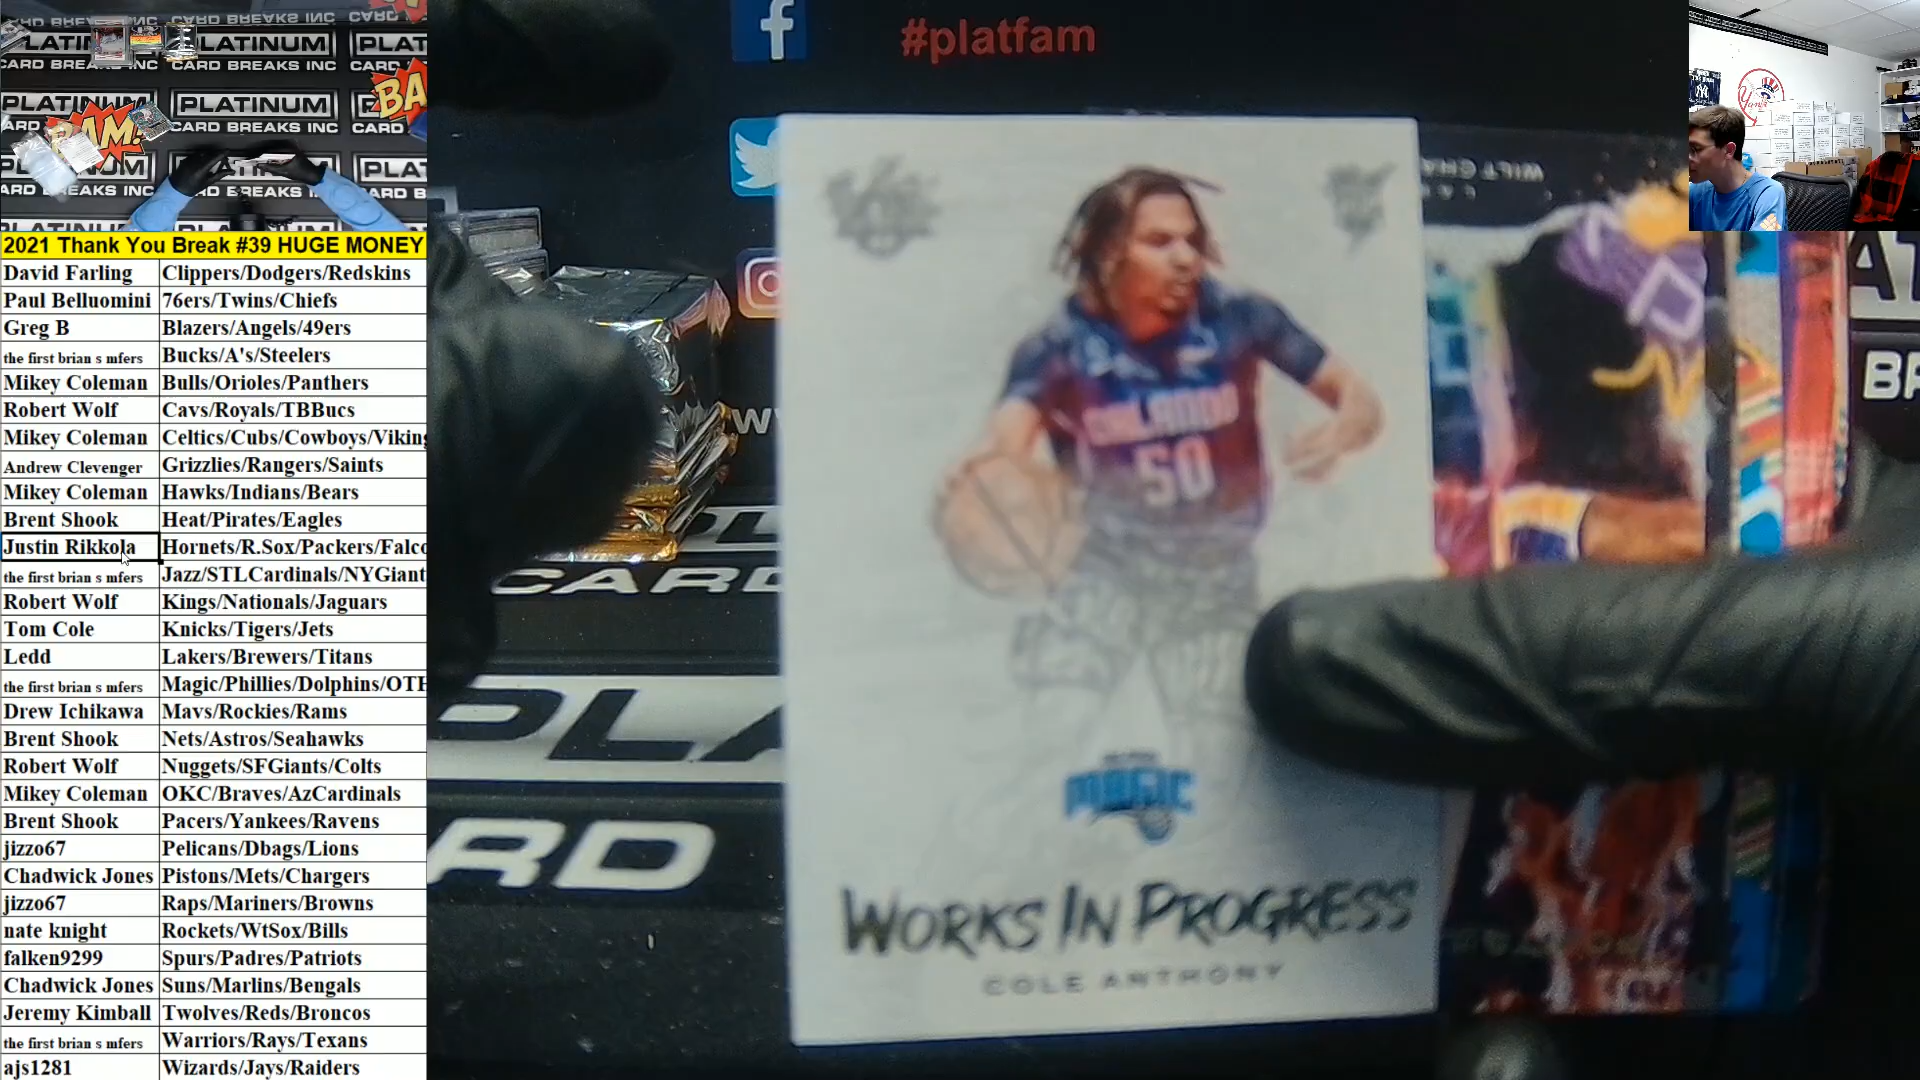 #platfam
PLATINUM
CARD BREAKS INC
PLATINUM
CARD BREAKS INC
BAM!
2021 Thank You Break #39 HUGE MONEY
David Farling Clippers/Dodgers/Redskins
Paul Belluomini 76ers/Twins/Chiefs
Greg B Blazers/Angels/49ers
the first brian s mfers Bucks/A's/Steelers
Mikey Coleman Bulls/Orioles/Panthers
Robert Wolf Cavs/Royals/TBBucs
Mikey Coleman Celtics/Cubs/Cowboys/Viking
Andrew Clevenger Grizzlies/Rangers/Saints
Mikey Coleman Hawks/Indians/Bears
Brent Shook Heat/Pirates/Eagles
Justin Rikkola Hornets/R.Sox/Packers/Falco
the first brian s mfers Jazz/STLCardinals/NYGiant
Robert Wolf Kings/Nationals/Jaguars
Tom Cole Knicks/Tigers/Jets
Ledd Lakers/Brewers/Titans
the first brian s mfers Magic/Phillies/Dolphins/OTH
Drew Ichikawa Mavs/Rockies/Rams
Brent Shook Nets/Astros/Seahawks
Robert Wolf Nuggets/SFGiants/Colts
Mikey Coleman OKC/Braves/AzCardinals
Brent Shook Pacers/Yankees/Ravens
jizzo67 Pelicans/Dbags/Lions
Chadwick Jones Pistons/Mets/Chargers
jizzo67 Raps/Mariners/Browns
nate knight Rockets/WtSox/Bills
falken9299 Spurs/Padres/Patriots
Chadwick Jones Suns/Marlins/Bengals
Jeremy Kimball Twolves/Reds/Broncos
the first brian s mfers Warriors/Rays/Texans
ajs1281 Wizards/Jays/Raiders
ORLANDO
50
MAGIC
WORKS IN PROGRESS
COLE ANTHONY
CARD